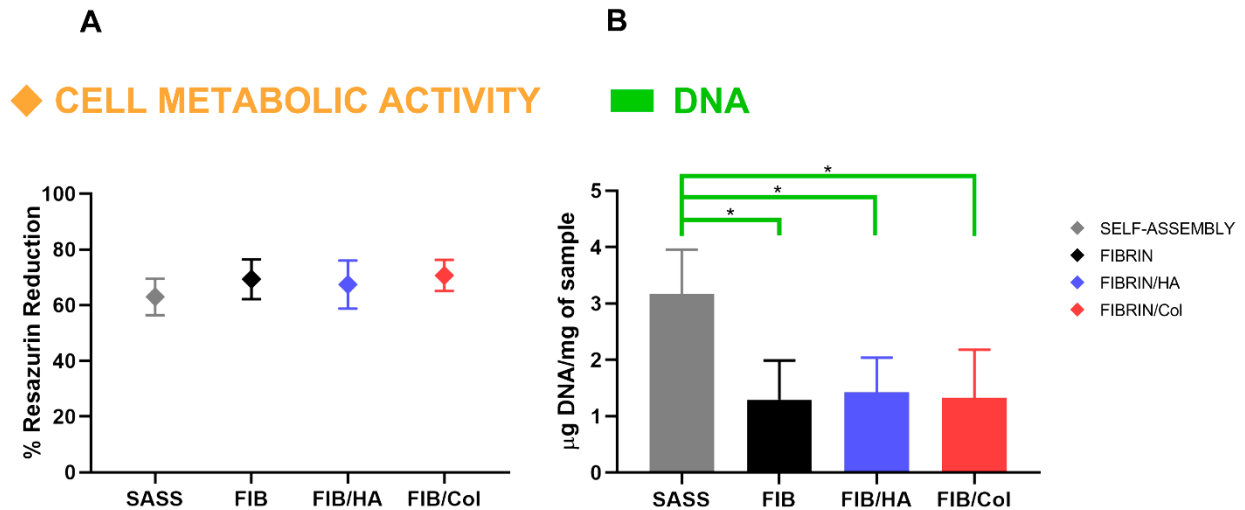 A
CELL METABOLIC ACTIVITY
% Resazurin Reduction
100
80
60
40
20
0
SASS FIB FIB/HA FIB/Col
B
DNA
μg DNA/mg of sample
5
4
3
2
1
0
*
*
*
SASS FIB FIB/HA FIB/Col
SELF-ASSEMBLY
FIBRIN
FIBRIN/HA
FIBRIN/Col